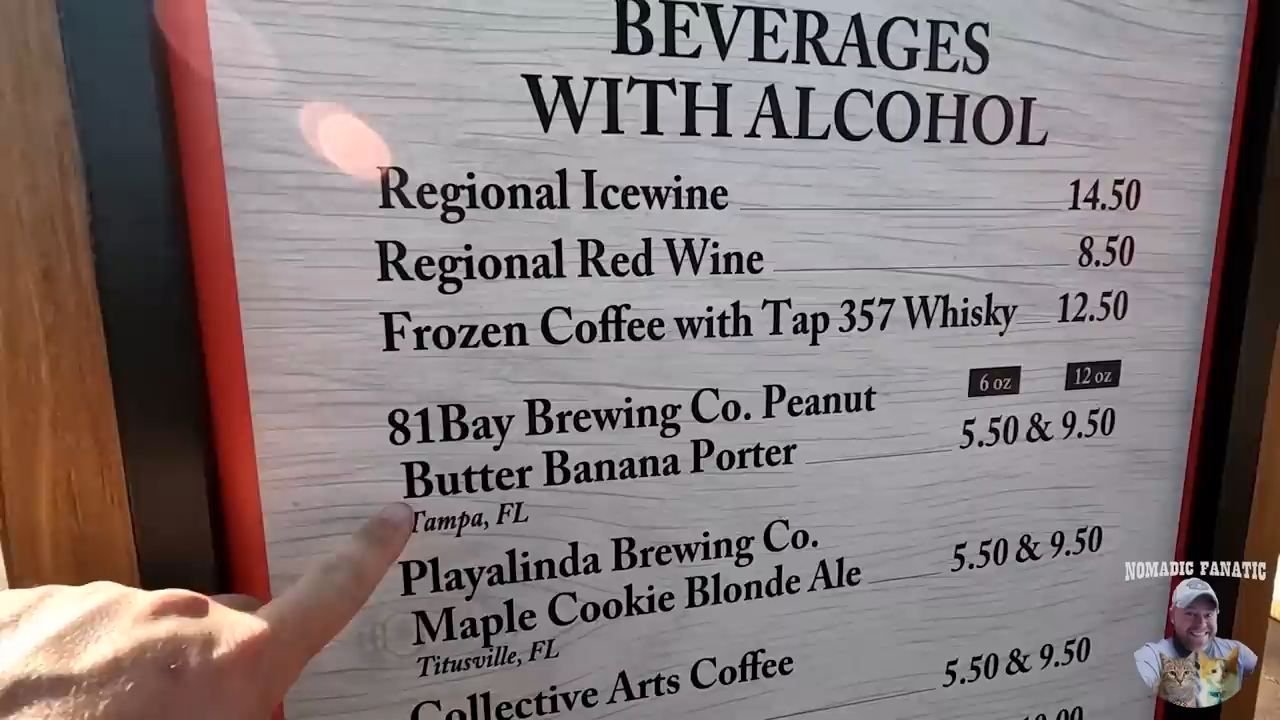 BEVERAGES
WITH ALCOHOL
Regional Icewine 14.50
Regional Red Wine 8.50
Frozen Coffee with Tap 357 Whisky 12.50
6 oz 12 oz
81Bay Brewing Co. Peanut
Butter Banana Porter 5.50 & 9.50
Tampa, FL
Playalinda Brewing Co.
Maple Cookie Blonde Ale 5.50 & 9.50
Titusville, FL
Collective Arts Coffee 5.50 & 9.50
NOMADIC FANATIC